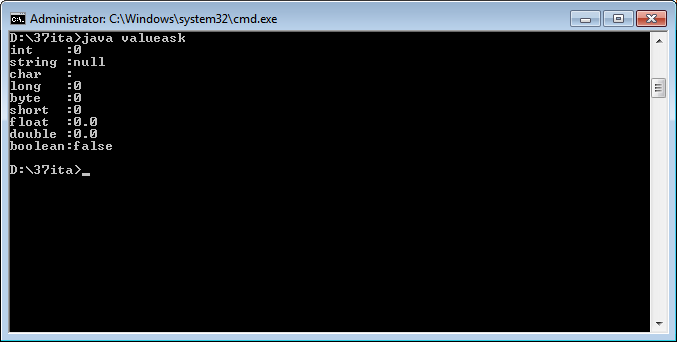 Administrator: C:\Windows\system32\cmd.exe
D:\37ita>java valueask
int    :0
string :null
char   :
long   :0
byte   :0
short  :0
float  :0.0
double :0.0
boolean:false
D:\37ita>_